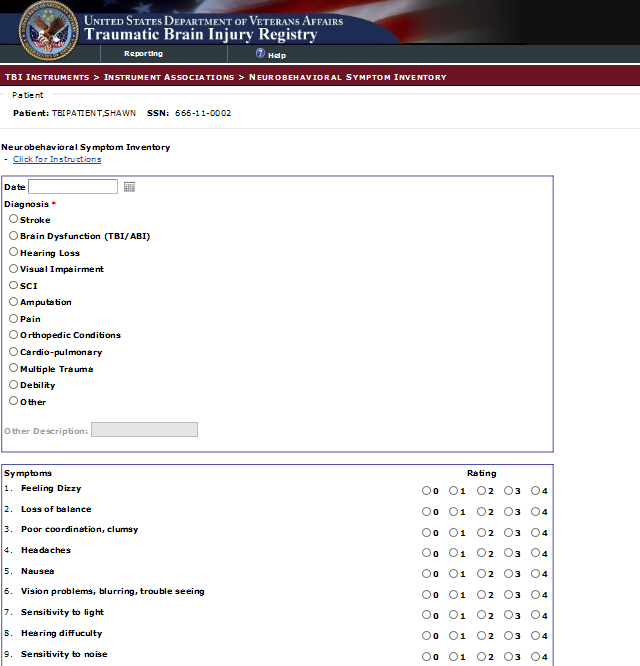 UNITED STATES DEPARTMENT OF VETERANS AFFAIRS
Traumatic Brain Injury Registry
Reporting ? Help
TBI INSTRUMENTS > INSTRUMENT ASSOCIATIONS > NEUROBEHAVIORAL SYMPTOM INVENTORY
Patient
Patient: TBIPATIENT,SHAWN SSN: 666-11-0002
Neurobehavioral Symptom Inventory
- Click for Instructions
Date
Diagnosis *
Stroke
Brain Dysfunction (TBI/ABI)
Hearing Loss
Visual Impairment
SCI
Amputation
Pain
Orthopedic Conditions
Cardio-pulmonary
Multiple Trauma
Debility
Other
Other Description:
Symptoms Rating
1. Feeling Dizzy 0 1 2 3 4
2. Loss of balance 0 1 2 3 4
3. Poor coordination, clumsy 0 1 2 3 4
4. Headaches 0 1 2 3 4
5. Nausea 0 1 2 3 4
6. Vision problems, blurring, trouble seeing 0 1 2 3 4
7. Sensitivity to light 0 1 2 3 4
8. Hearing diffuculty 0 1 2 3 4
9. Sensitivity to noise 0 1 2 3 4